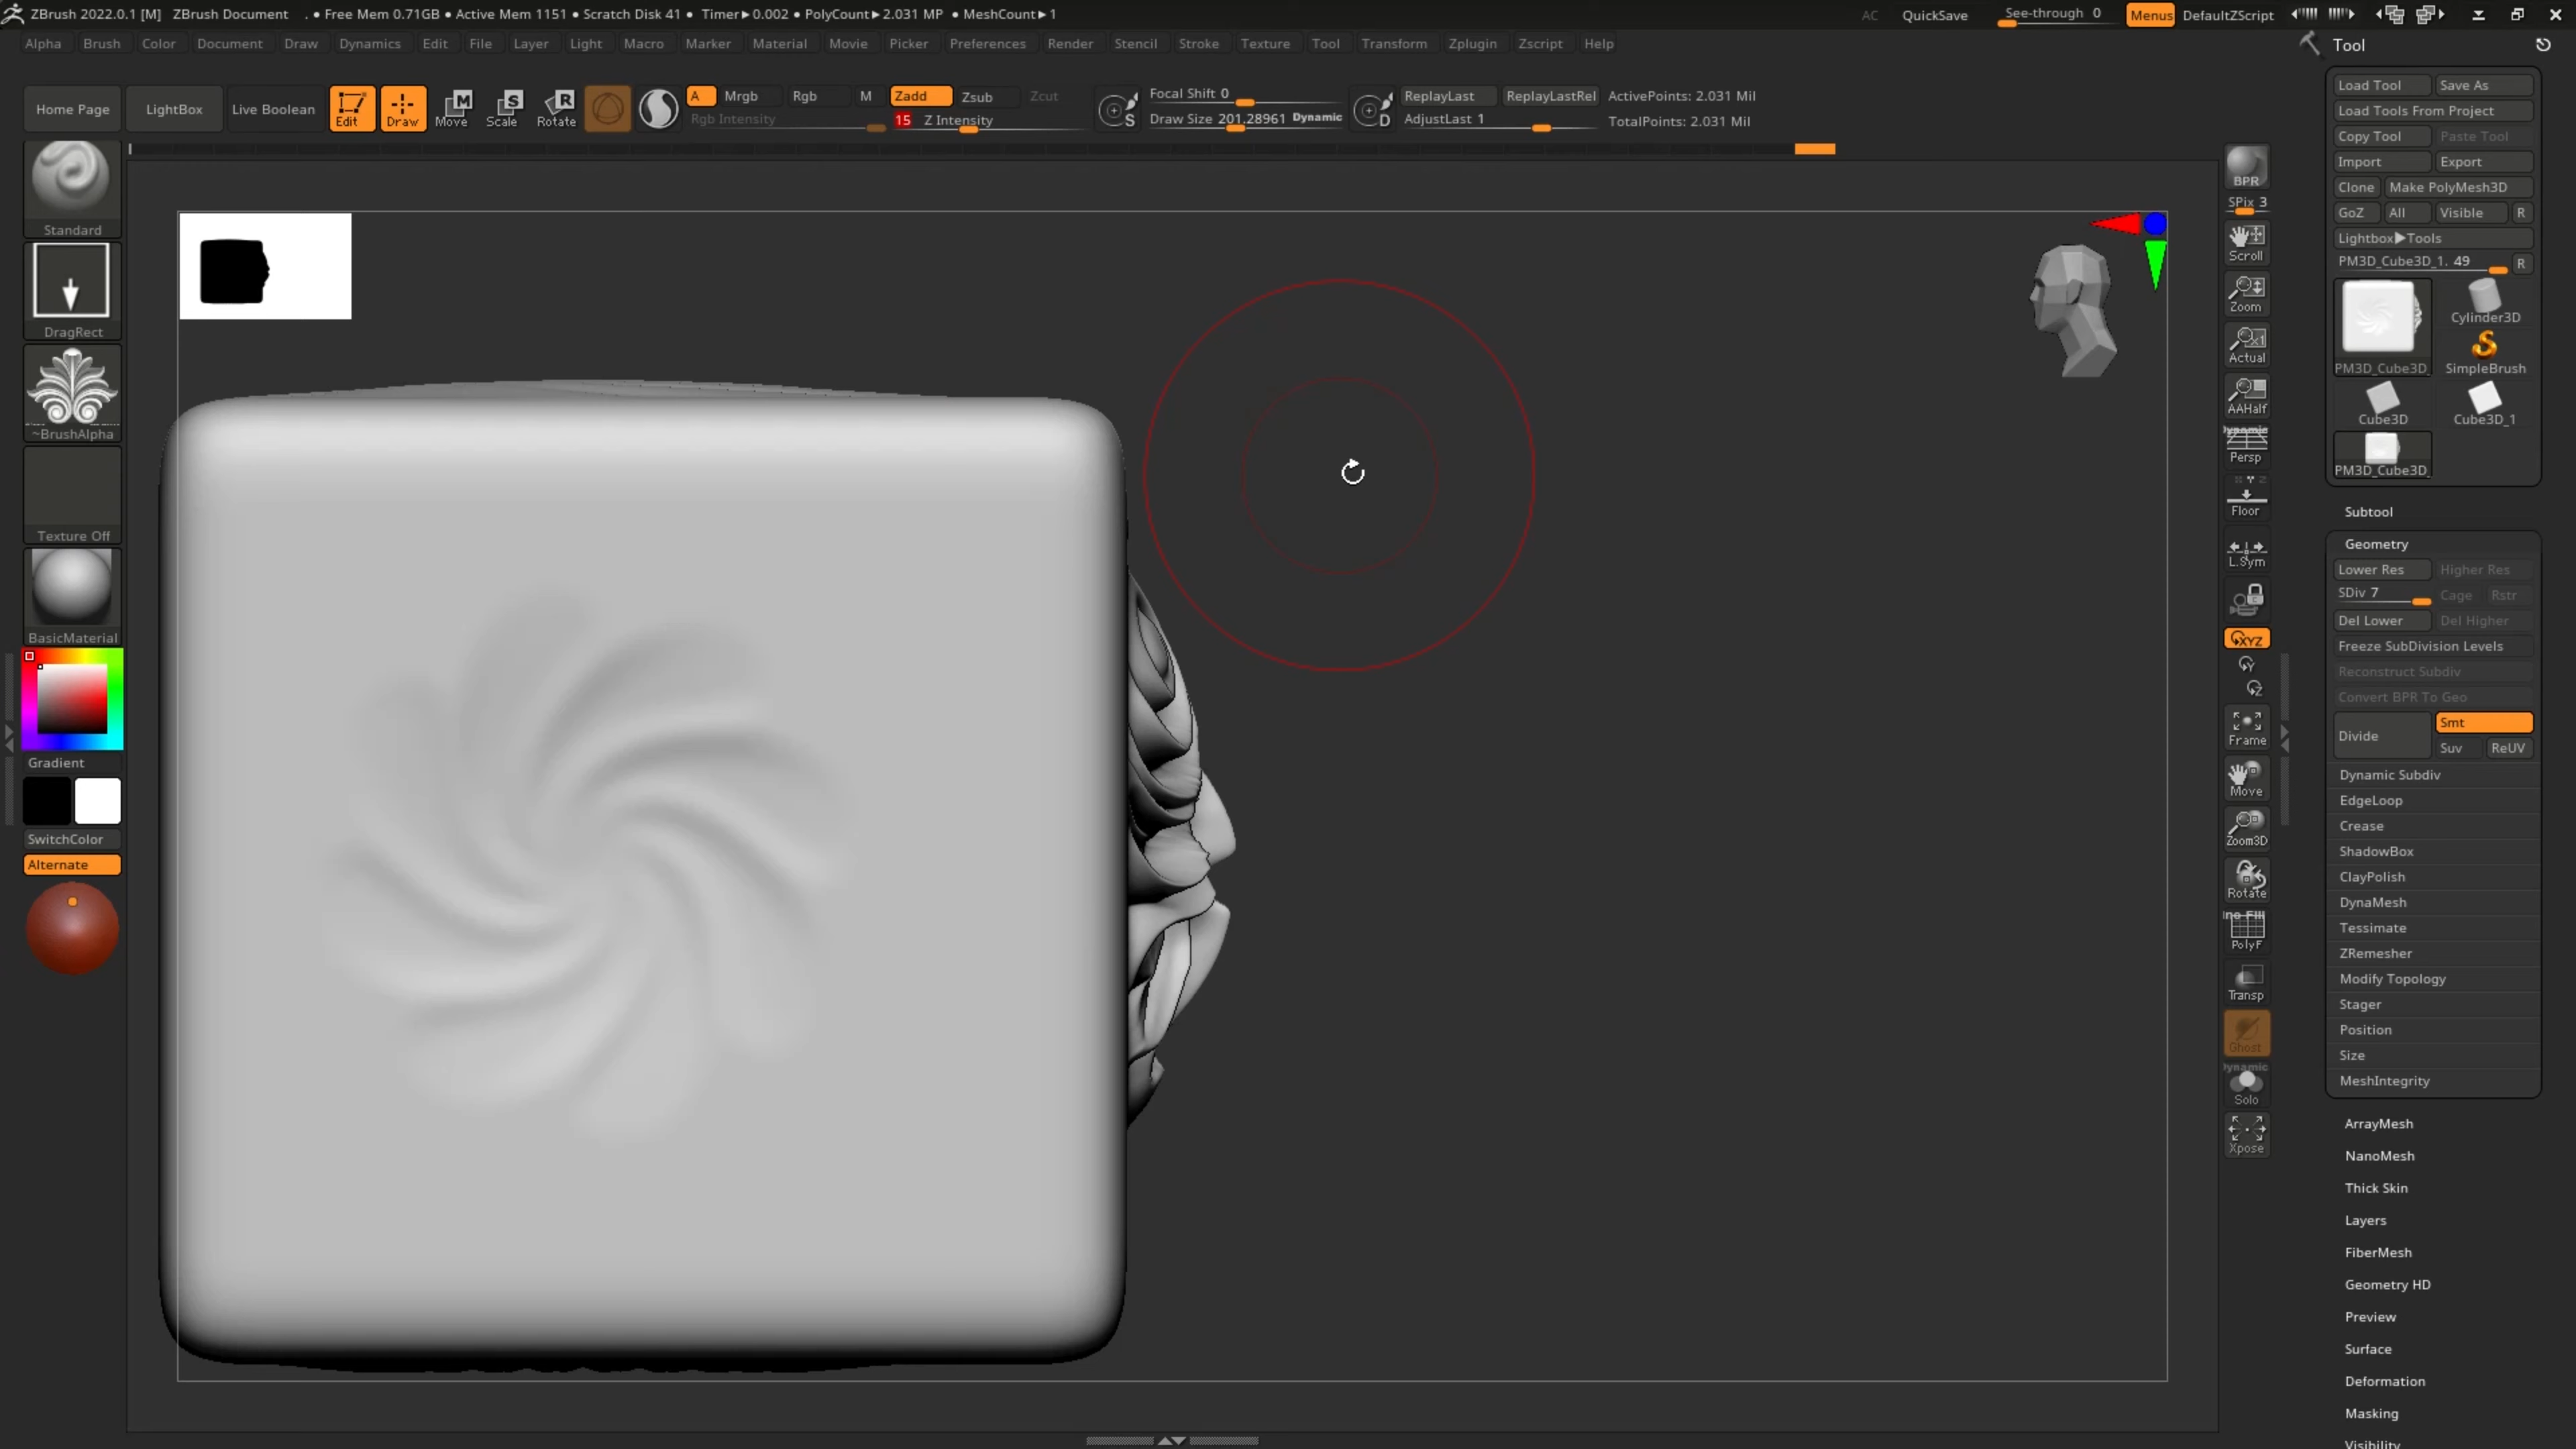 ZBrush 2022.0.1 [M] ZBrush Document . • Free Mem 0.71GB • Active Mem 1151 • Scratch Disk 41 • Timer▶0.002 • PolyCount▶2.031 MP • MeshCount▶1 AC QuickSave See-through 0 Menus DefaultZScript
Alpha Brush Color Document Draw Dynamics Edit File Layer Light Macro Marker Material Movie Picker Preferences Render Stencil Stroke Texture Tool Transform Zplugin Zscript Help
Home Page LightBox Live Boolean Edit Draw Move Scale Rotate
A Mrgb Rgb M Zadd Zsub Zcut
Rgb Intensity 15 Z Intensity
Focal Shift 0
Draw Size 201.28961 Dynamic
ReplayLast ReplayLastRel ActivePoints: 2.031 Mil
AdjustLast 1 TotalPoints: 2.031 Mil
Standard
DragRect
~BrushAlpha
Texture Off
BasicMaterial
Gradient
SwitchColor
Alternate
BPR
SPix 3
Scroll
Zoom
Actual
AAHalf
Dynamic
Persp
Floor
L.Sym
XYZ
Y
Z
Frame
Move
Zoom3D
Rotate
PolyF
Transp
Ghost
Dynamic
Solo
Xpose
Tool
Load Tool Save As
Load Tools From Project
Copy Tool Paste Tool
Import Export
Clone Make PolyMesh3D
GoZ All Visible R
Lightbox▶Tools
PM3D_Cube3D_1. 49 R
PM3D_Cube3D_ Cylinder3D
SimpleBrush
Cube3D Cube3D_1
PM3D_Cube3D_
Subtool
Geometry
Lower Res Higher Res
SDiv 7 Cage Rstr
Del Lower Del Higher
Freeze SubDivision Levels
Reconstruct Subdiv
Convert BPR To Geo
Divide Smt
Suv ReUV
Dynamic Subdiv
EdgeLoop
Crease
ShadowBox
ClayPolish
DynaMesh
Tessimate
ZRemesher
Modify Topology
Stager
Position
Size
MeshIntegrity
ArrayMesh
NanoMesh
Thick Skin
Layers
FiberMesh
Geometry HD
Preview
Surface
Deformation
Masking
Visibility